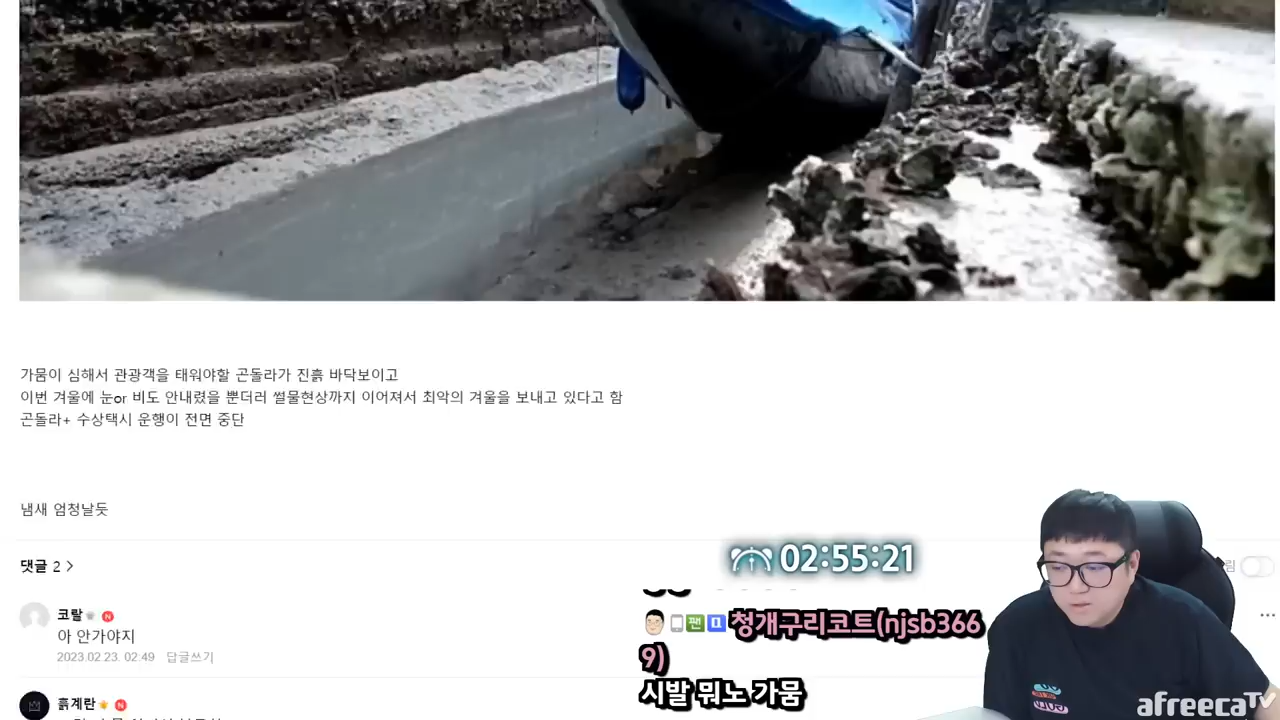 가뭄이 심해서 관광객을 태워야할 곤돌라가 진흙 바닥보이고
이번 겨울에 눈or 비도 안내렸을 뿐더러 썰물현상까지 이어져서 최악의 겨울을 보내고 있다고 함
곤돌라+ 수상택시 운행이 전면 중단
냄새 엄청날듯
댓글 2
02:55:21
림
코랄 N
아 안가야지
2023.02.23. 02:49 답글쓰기
팬 청개구리코트(njsb366
9)
시발 뭐노 가뭄
흙계란 N
afreecaTV